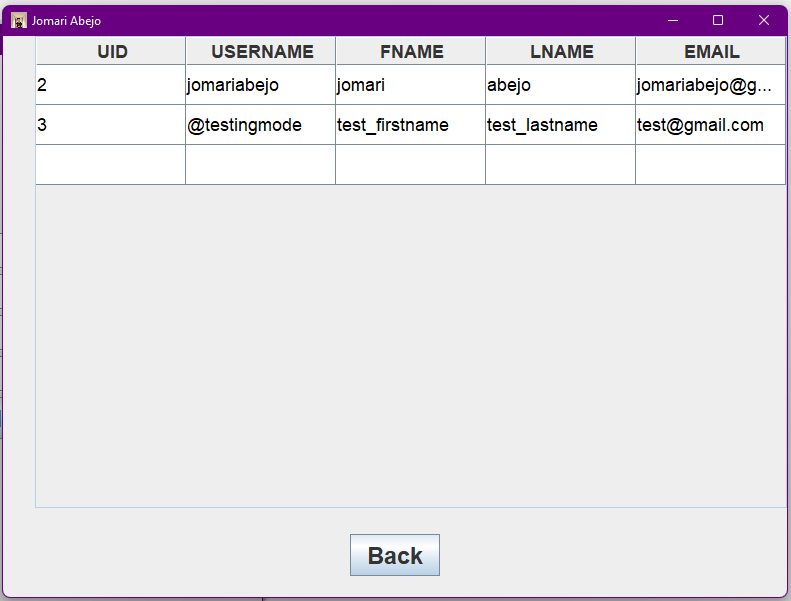 Jomari Abejo
UID USERNAME FNAME LNAME EMAIL
2 jomariabejo jomari abejo jomariabejo@g...
3 @testingmode test_firstname test_lastname test@gmail.com
Back